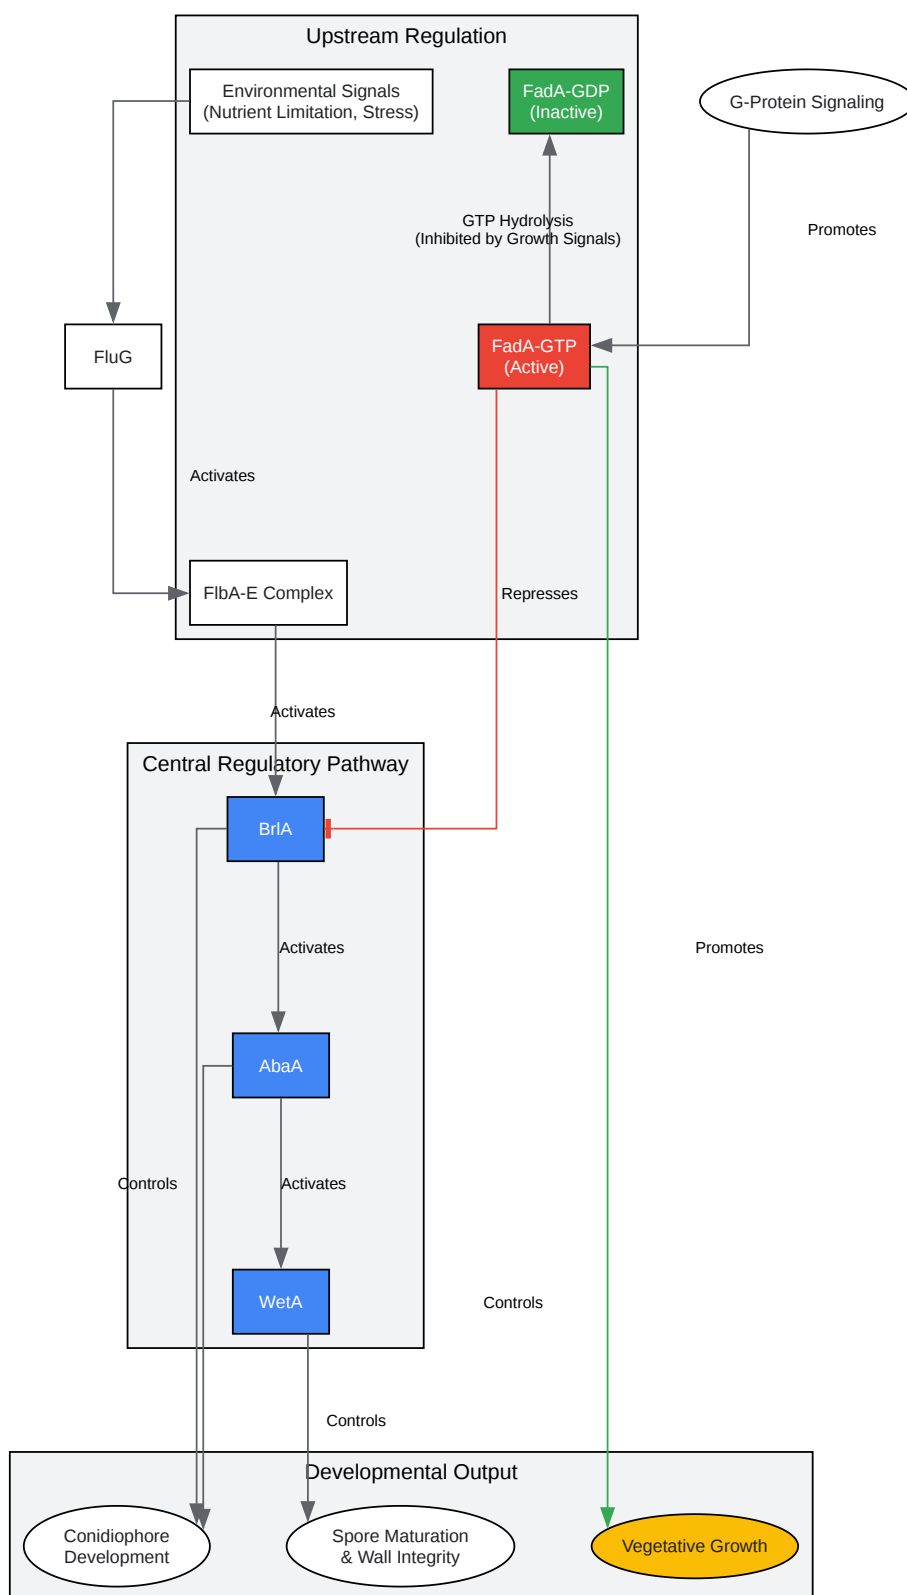 Upstream Regulation
Environmental Signals
(Nutrient Limitation, Stress)
FadA-GDP
(Inactive)
G-Protein Signaling
GTP Hydrolysis
(Inhibited by Growth Signals)
Promotes
FluG
FadA-GTP
(Active)
Activates
FlbA-E Complex
Represses
Activates
Central Regulatory Pathway
BrlA
Activates
Promotes
AbaA
Controls
Activates
WetA
Controls
Controls
Developmental Output
Conidiophore
Development
Spore Maturation
& Wall Integrity
Vegetative Growth